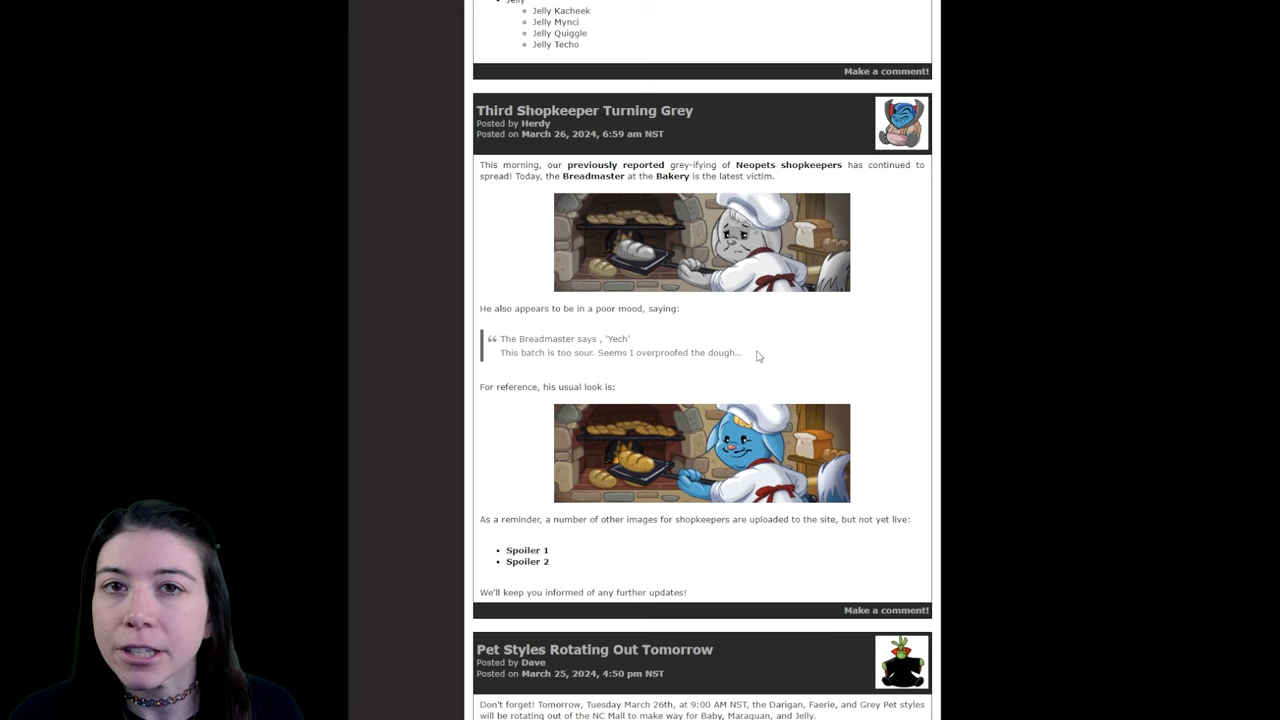 Jelly
Jelly Kacheek
Jelly Mynci
Jelly Quiggle
Jelly Techo
Make a comment!
Third Shopkeeper Turning Grey
Posted by Herdy
Posted on March 26, 2024, 6:59 am NST
This morning, our previously reported grey-ifying of Neopets shopkeepers has continued to
spread! Today, the Breadmaster at the Bakery is the latest victim.
He also appears to be in a poor mood, saying:
“ The Breadmaster says , 'Yech'
This batch is too sour. Seems I overproofed the dough...
For reference, his usual look is:
As a reminder, a number of other images for shopkeepers are uploaded to the site, but not yet live:
• Spoiler 1
• Spoiler 2
We'll keep you informed of any further updates!
Make a comment!
Pet Styles Rotating Out Tomorrow
Posted by Dave
Posted on March 25, 2024, 4:50 pm NST
Don't forget! Tomorrow, Tuesday March 26th, at 9:00 AM NST, the Darigan, Faerie, and Grey Pet styles
will be rotating out of the NC Mall to make way for Baby, Maraquan, and Jelly.